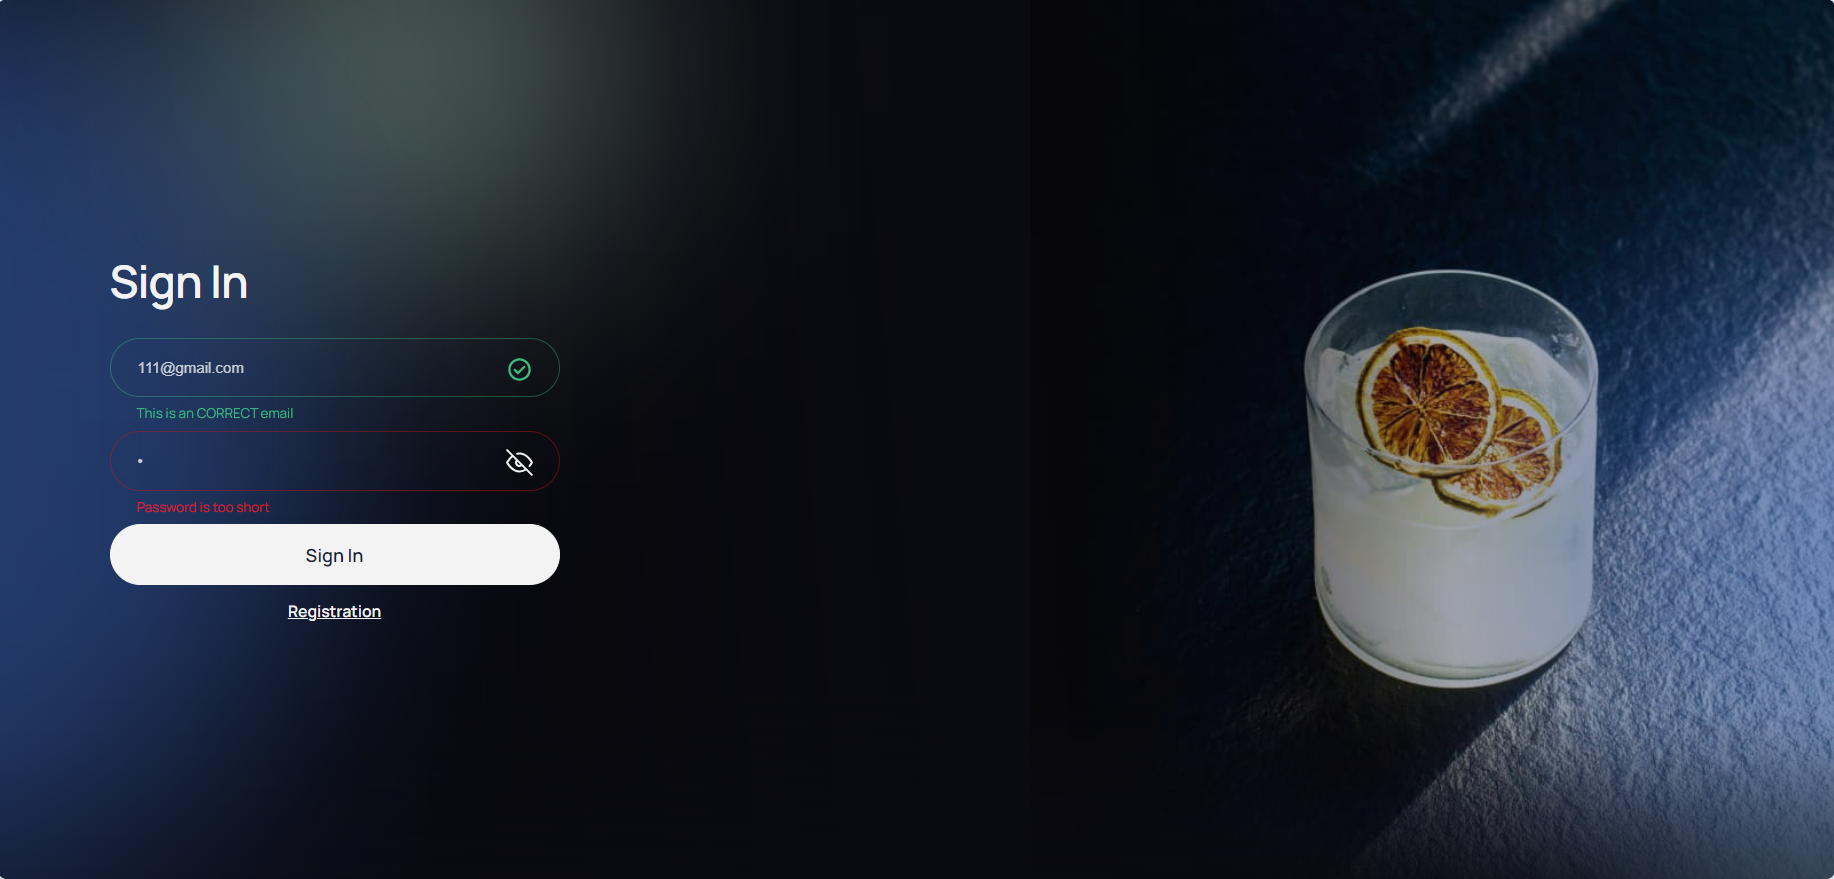 Sign In
111@gmail.com
This is an CORRECT email
•
Password is too short
Sign In
Registration